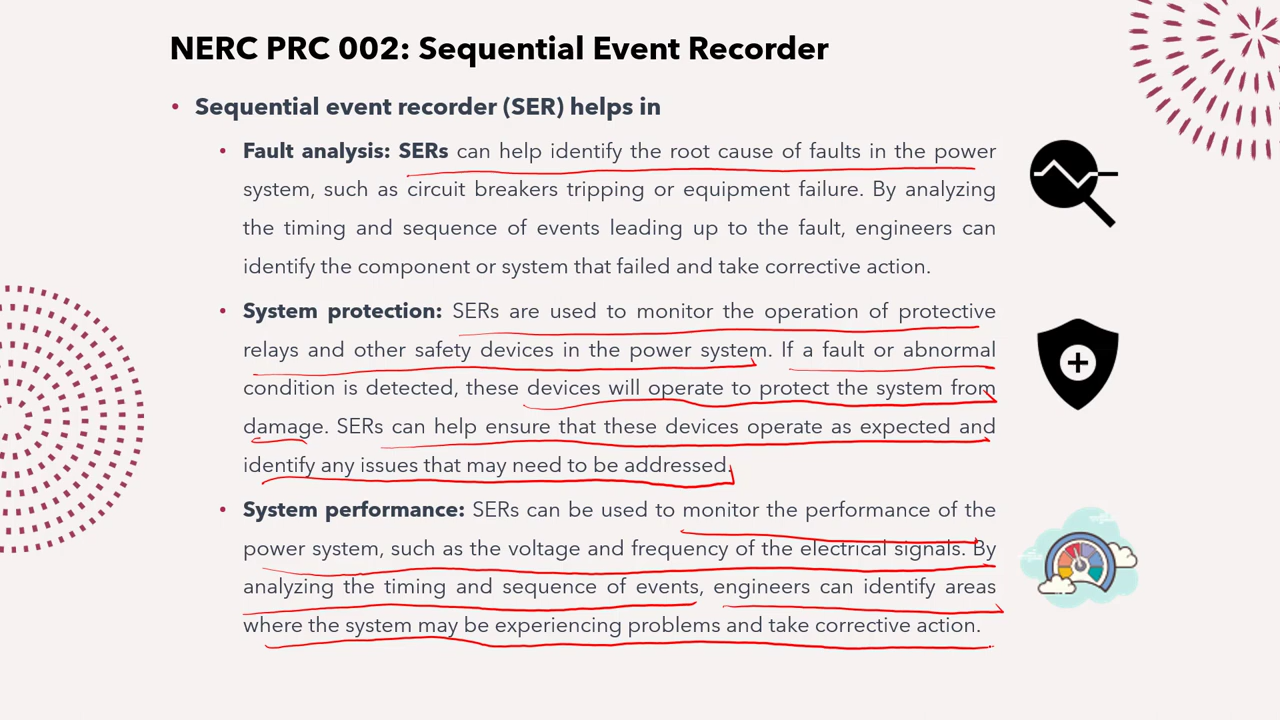 NERC PRC 002: Sequential Event Recorder
• Sequential event recorder (SER) helps in
• Fault analysis: SERs can help identify the root cause of faults in the power
system, such as circuit breakers tripping or equipment failure. By analyzing
the timing and sequence of events leading up to the fault, engineers can
identify the component or system that failed and take corrective action.
• System protection: SERs are used to monitor the operation of protective
relays and other safety devices in the power system. If a fault or abnormal
condition is detected, these devices will operate to protect the system from
damage. SERs can help ensure that these devices operate as expected and
identify any issues that may need to be addressed.
• System performance: SERs can be used to monitor the performance of the
power system, such as the voltage and frequency of the electrical signals. By
analyzing the timing and sequence of events, engineers can identify areas
where the system may be experiencing problems and take corrective action.